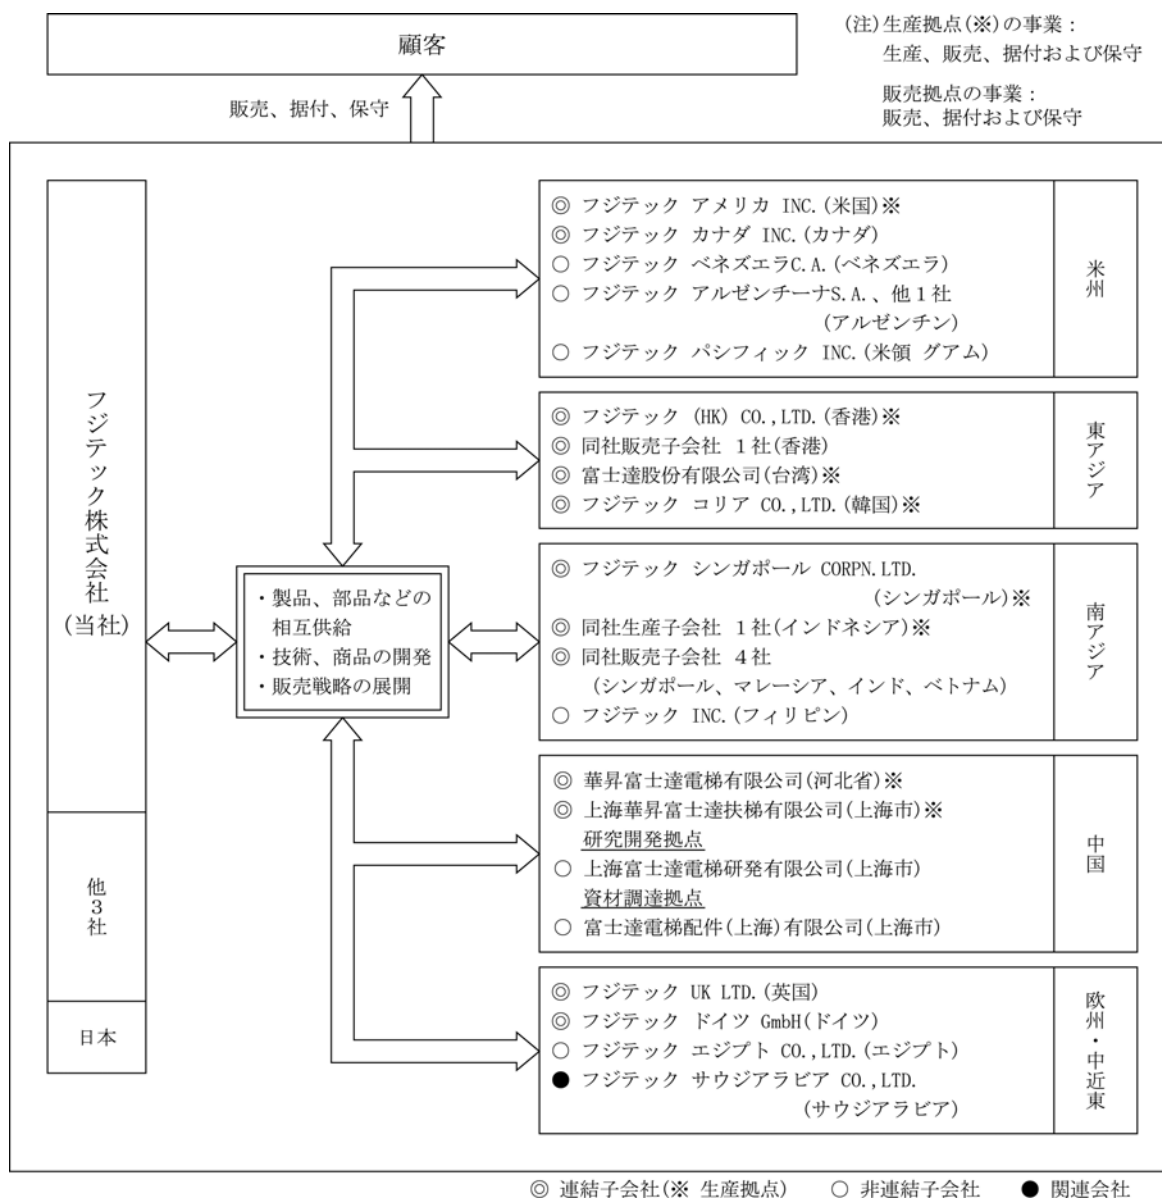 顧客
(注)生産拠点(※)の事業：
生産、販売、据付および保守
販売拠点の事業：
販売、据付および保守
販売、据付、保守
フジテック株式会社
(当社)
他3社
日本
・製品、部品などの
相互供給
・技術、商品の開発
・販売戦略の展開
◎ フジテック アメリカ INC.(米国)※
◎ フジテック カナダ INC.(カナダ)
○ フジテック ベネズエラC.A.(ベネズエラ)
○ フジテック アルゼンチーナS.A.、他1社
(アルゼンチン)
○ フジテック パシフィック INC.(米領 グアム)
米州
◎ フジテック (HK) CO.,LTD.(香港)※
◎ 同社販売子会社 1社(香港)
◎ 富士達股份有限公司(台湾)※
◎ フジテック コリア CO.,LTD.(韓国)※
東アジア
◎ フジテック シンガポール CORPN.LTD.
(シンガポール)※
◎ 同社生産子会社 1社(インドネシア)※
◎ 同社販売子会社 4社
(シンガポール、マレーシア、インド、ベトナム)
○ フジテック INC.(フィリピン)
南アジア
◎ 華昇富士達電梯有限公司(河北省)※
◎ 上海華昇富士達扶梯有限公司(上海市)※
研究開発拠点
○ 上海富士達電梯研発有限公司(上海市)
資材調達拠点
○ 富士達電梯配件(上海)有限公司(上海市)
中国
◎ フジテック UK LTD.(英国)
◎ フジテック ドイツ GmbH(ドイツ)
○ フジテック エジプト CO.,LTD.(エジプト)
● フジテック サウジアラビア CO.,LTD.
(サウジアラビア)
欧州・中近東
◎ 連結子会社(※ 生産拠点) ○ 非連結子会社 ● 関連会社